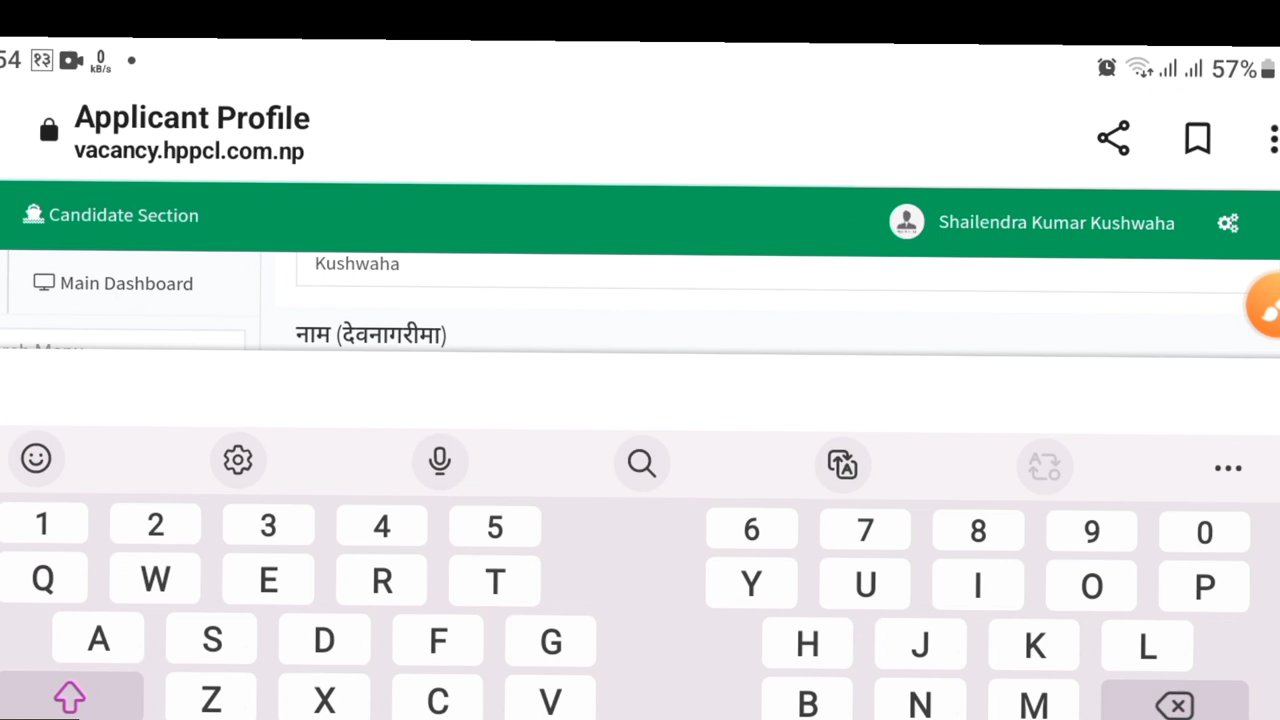 54 १२ 0 kB/s 57%
Applicant Profile
vacancy.hppcl.com.np
Candidate Section Shailendra Kumar Kushwaha
Kushwaha
Main Dashboard
नाम (देवनागरीमा)
1 2 3 4 5 6 7 8 9 0
Q W E R T Y U I O P
A S D F G H J K L
Z X C V B N M